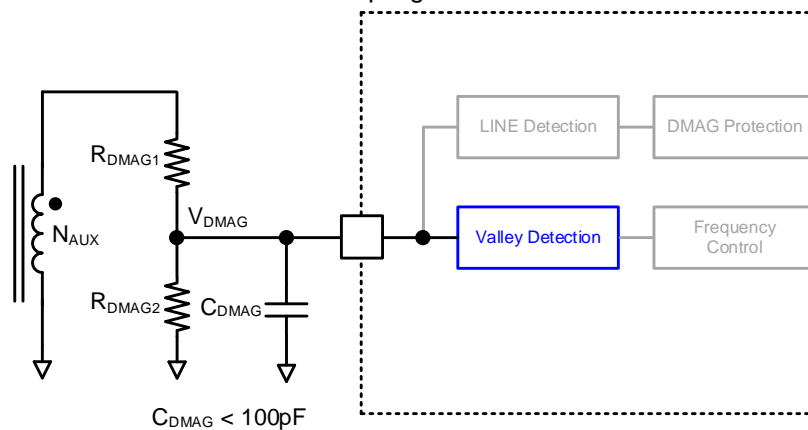 LINE Detection
DMAG Protection
RDMAG1
VDMAG
NAUX
Valley Detection
Frequency
Control
RDMAG2
CDMAG
CDMAG < 100pF